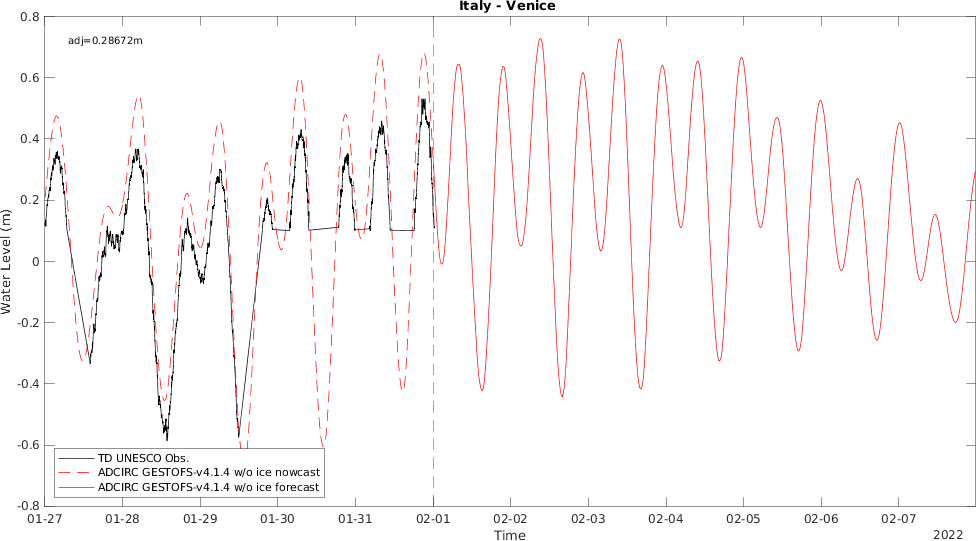 Italy - Venice
adj=0.28672m
0.8
0.6
0.4
0.2
0
-0.2
-0.4
-0.6
-0.8
Water Level (m)
TD UNESCO Obs.
ADCIRC GESTOFS-v4.1.4 w/o ice nowcast
ADCIRC GESTOFS-v4.1.4 w/o ice forecast
01-27 01-28 01-29 01-30 01-31 02-01 02-02 02-03 02-04 02-05 02-06 02-07
Time
2022